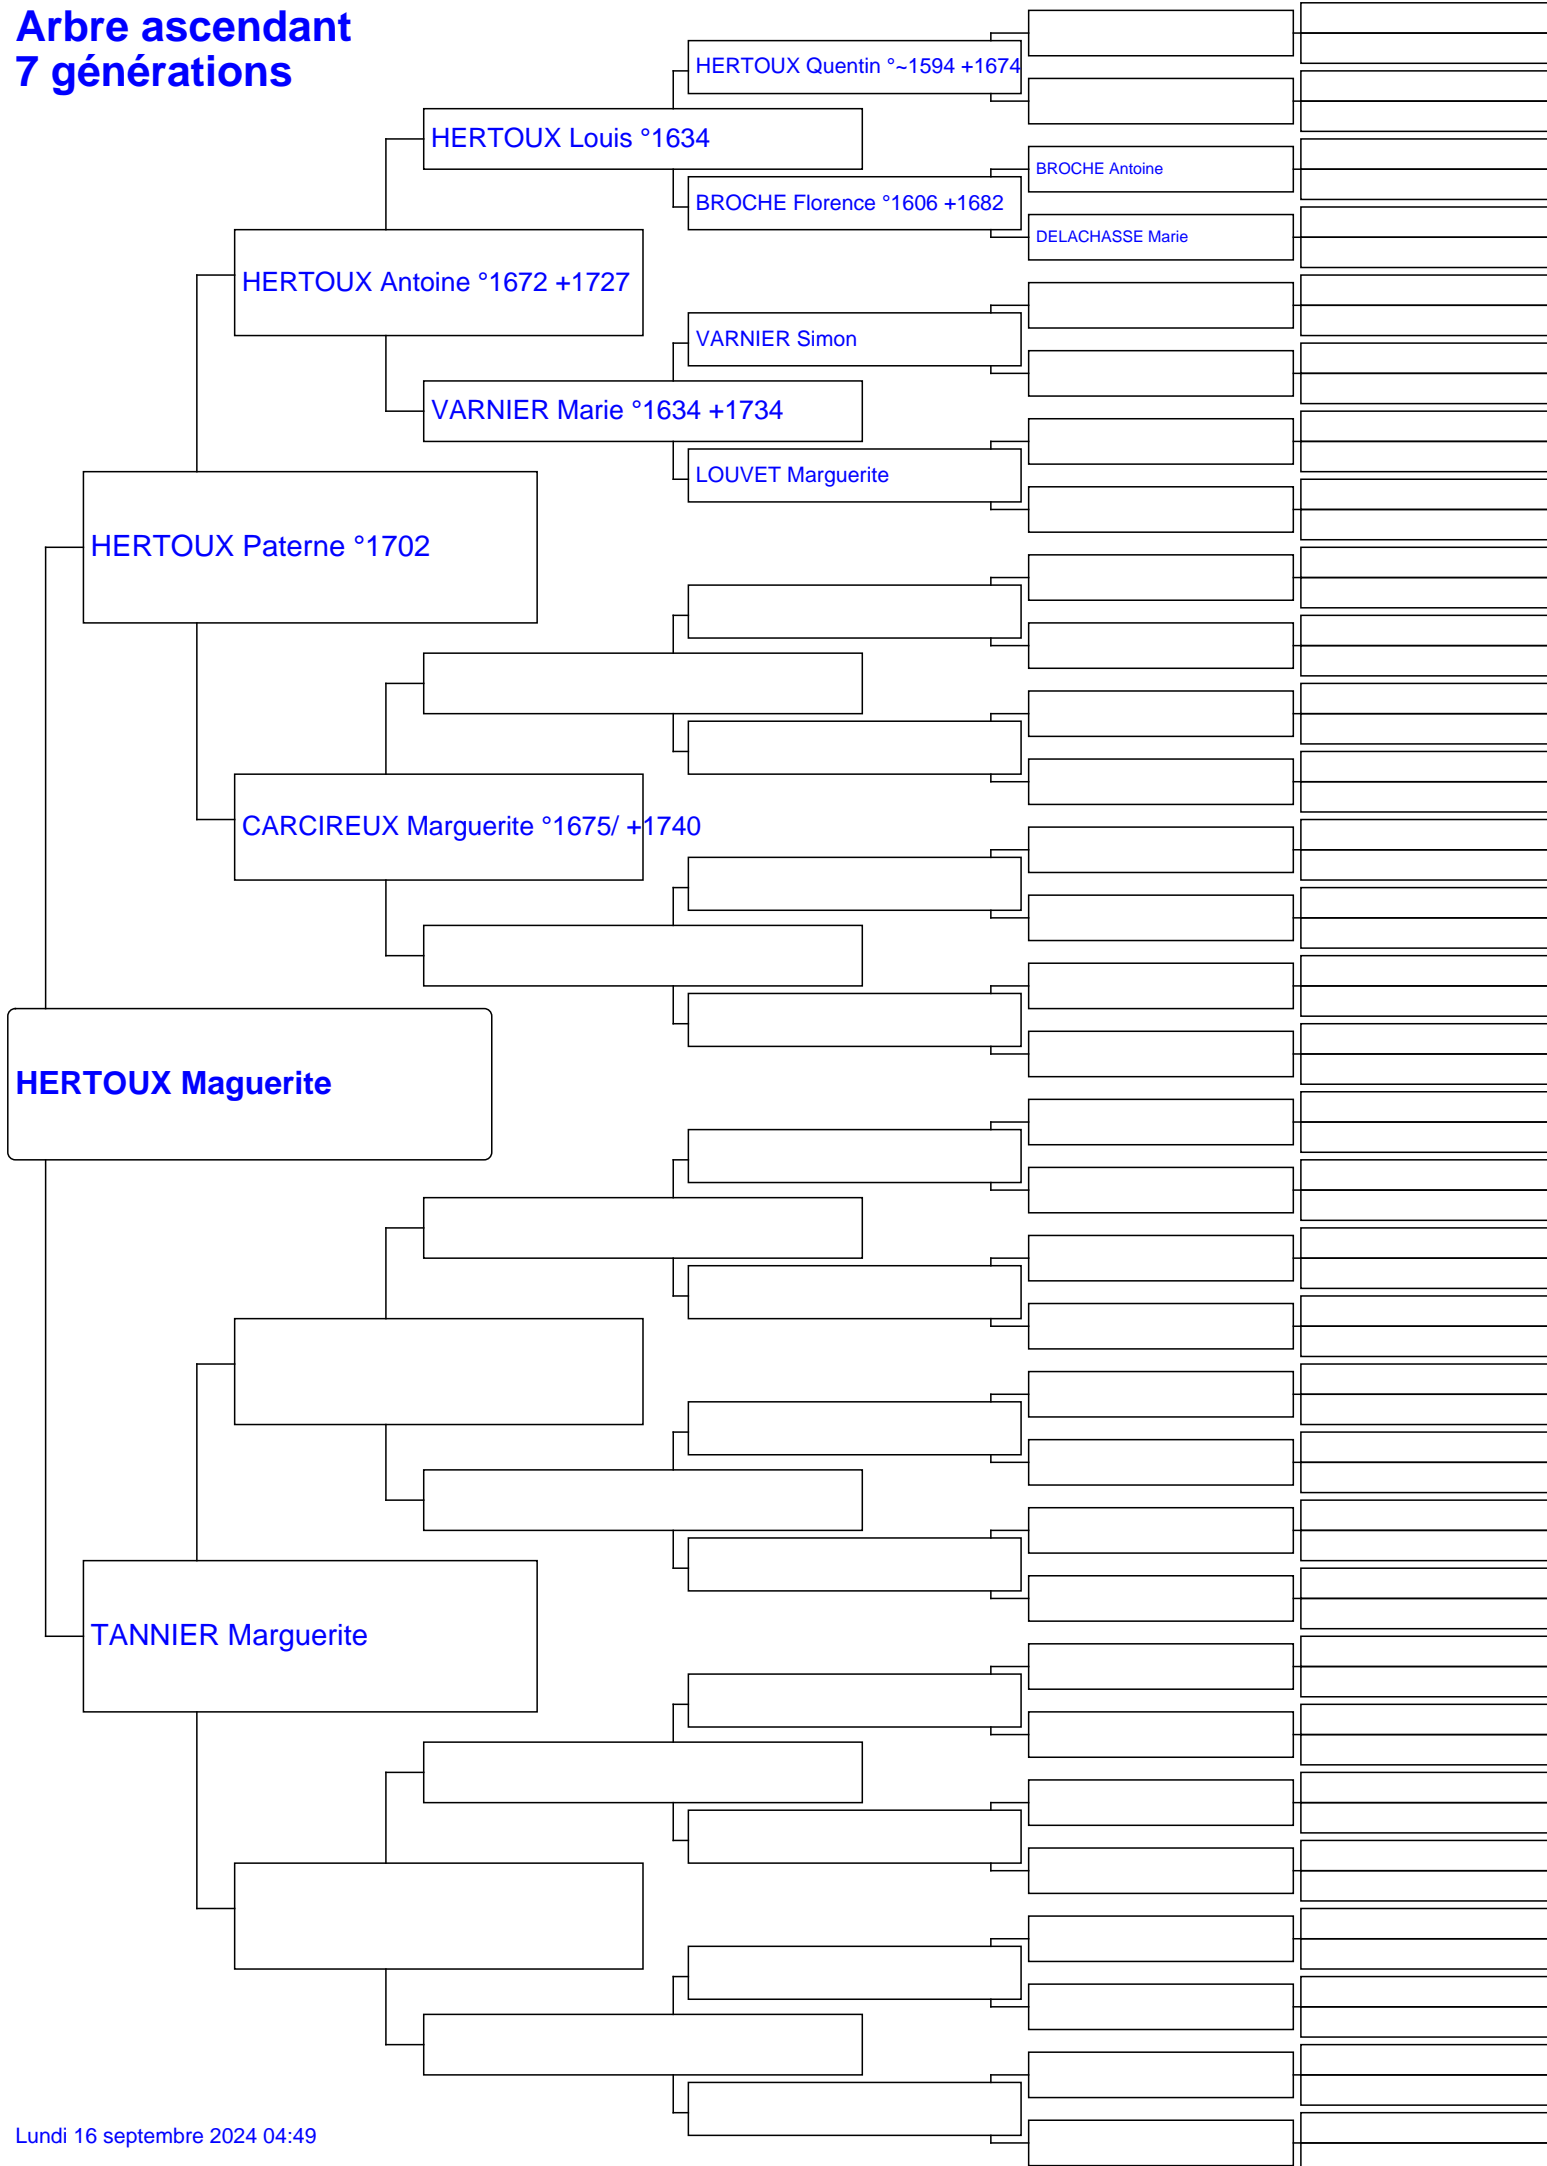 Arbre ascendant
7 générations
HERTOUX Quentin °~1594 +1674
HERTOUX Louis °1634
BROCHE Antoine
BROCHE Florence °1606 +1682
DELACHASSE Marie
HERTOUX Antoine °1672 +1727
VARNIER Simon
VARNIER Marie °1634 +1734
LOUVET Marguerite
HERTOUX Paterne °1702
CARCIREUX Marguerite °1675/ +1740
HERTOUX Maguerite
TANNIER Marguerite
Lundi 16 septembre 2024 04:49